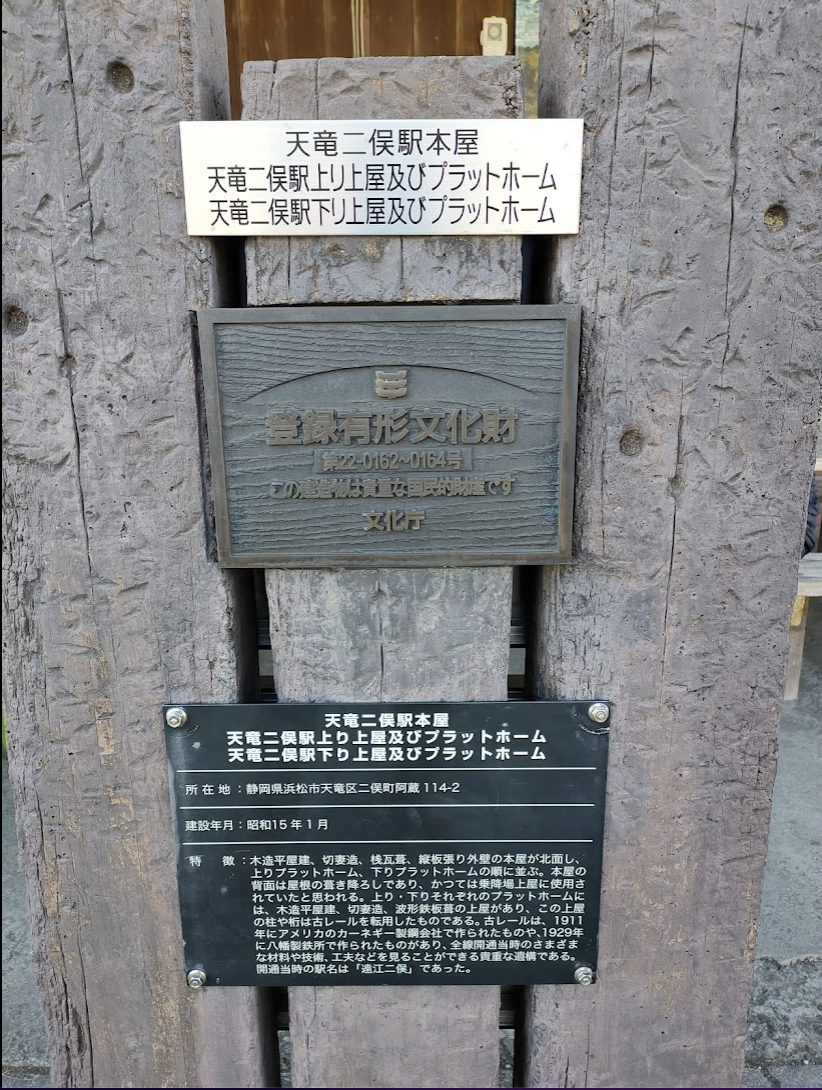 天竜二俣駅本屋
天竜二俣駅上り上屋及びプラットホーム
天竜二俣駅下り上屋及びプラットホーム
登録有形文化財
第22-0162~0164号
この建造物は貴重な国民的財産です
文化庁
天竜二俣駅本屋
天竜二俣駅上り上屋及びプラットホーム
天竜二俣駅下り上屋及びプラットホーム
所在地：静岡県浜松市天竜区二俣町阿蔵114-2
建設年月：昭和15年1月
特　徴：木造平屋建、切妻造、桟瓦葺、縦板張り外壁の本屋が北面し、
上りプラットホーム、下りプラットホームの順に並ぶ。本屋の
背面は屋根の葺き降ろしであり、かつては乗降場上屋に使用さ
れていたと思われる。上り・下りそれぞれのプラットホームに
は、木造平屋建、切妻造、波形鉄板葺の上屋があり、この上屋
の柱や桁は古レールを転用したものである。古レールは、1911
年にアメリカのカーネギー製鋼会社で作られたものや、1929年
に八幡製鉄所で作られたものがあり、全線開通当時のさまざま
な材料や技術、工夫などを見ることができる貴重な遺構である。
開通当時の駅名は「遠江二俣」であった。